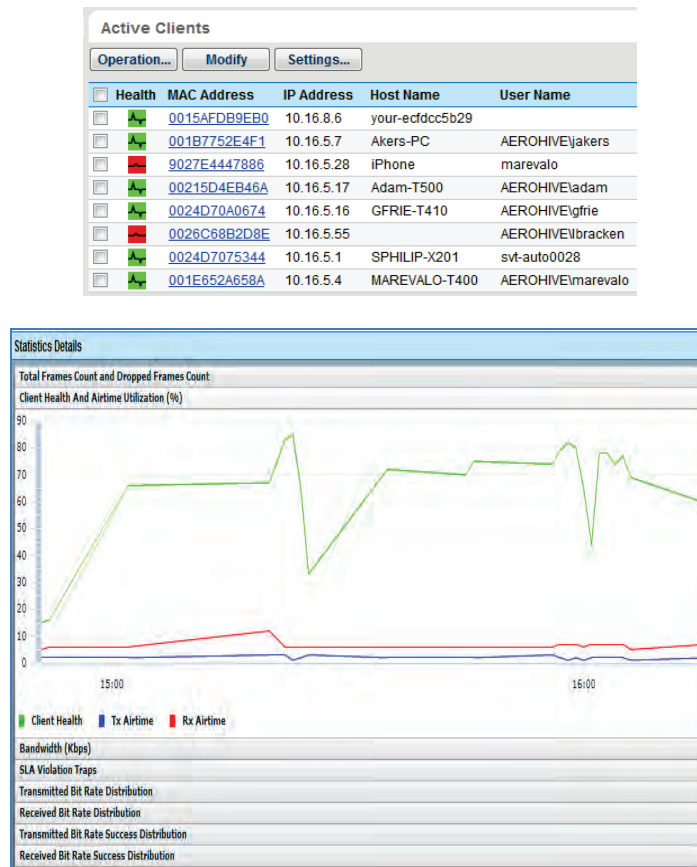 Active Clients
Operation... Modify Settings...
Health MAC Address IP Address Host Name User Name
0015AFDB9EB0 10.16.8.6 your-ecfdcc5b29
001B7752E4F1 10.16.5.7 Akers-PC AEROHIVE\jakers
9027E4447886 10.16.5.28 iPhone marevalo
00215D4EB46A 10.16.5.17 Adam-T500 AEROHIVE\adam
0024D70A0674 10.16.5.16 GFRIE-T410 AEROHIVE\gfrie
0026C68B2D8E 10.16.5.55 AEROHIVE\lbracken
0024D7075344 10.16.5.1 SPHILIP-X201 svt-auto0028
001E652A658A 10.16.5.4 MAREVALO-T400 AEROHIVE\marevalo
Statistics Details
Total Frames Count and Dropped Frames Count
Client Health And Airtime Utilization (%)
90
80
70
60
50
40
30
20
10
0
15:00 16:00
Client Health Tx Airtime Rx Airtime
Bandwidth (Kbps)
SLA Violation Traps
Transmitted Bit Rate Distribution
Received Bit Rate Distribution
Transmitted Bit Rate Success Distribution
Received Bit Rate Success Distribution